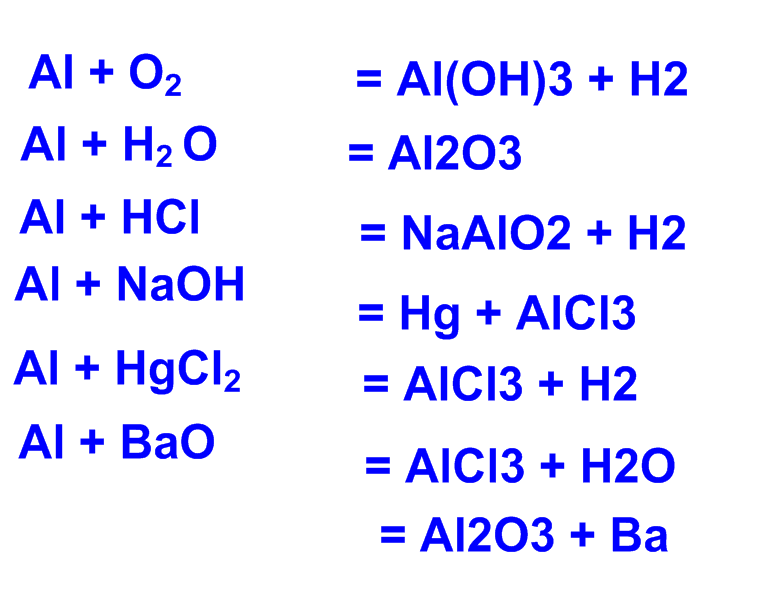 Al + O₂
Al + H₂ O
Al + HCl
Al + NaOH
Al + HgCl₂
Al + BaO
= Al(OH)3 + H2
= Al2O3
= NaAlO2 + H2
= Hg + AlCl3
= AlCl3 + H2
= AlCl3 + H2O
= Al2O3 + Ba